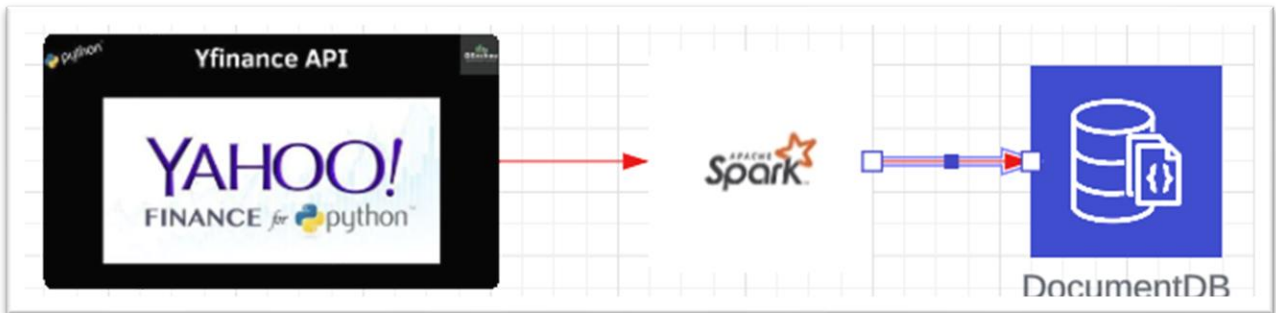 python
Yfinance API
YAHOO!
FINANCE for python
APACHE
Spark
DocumentDB